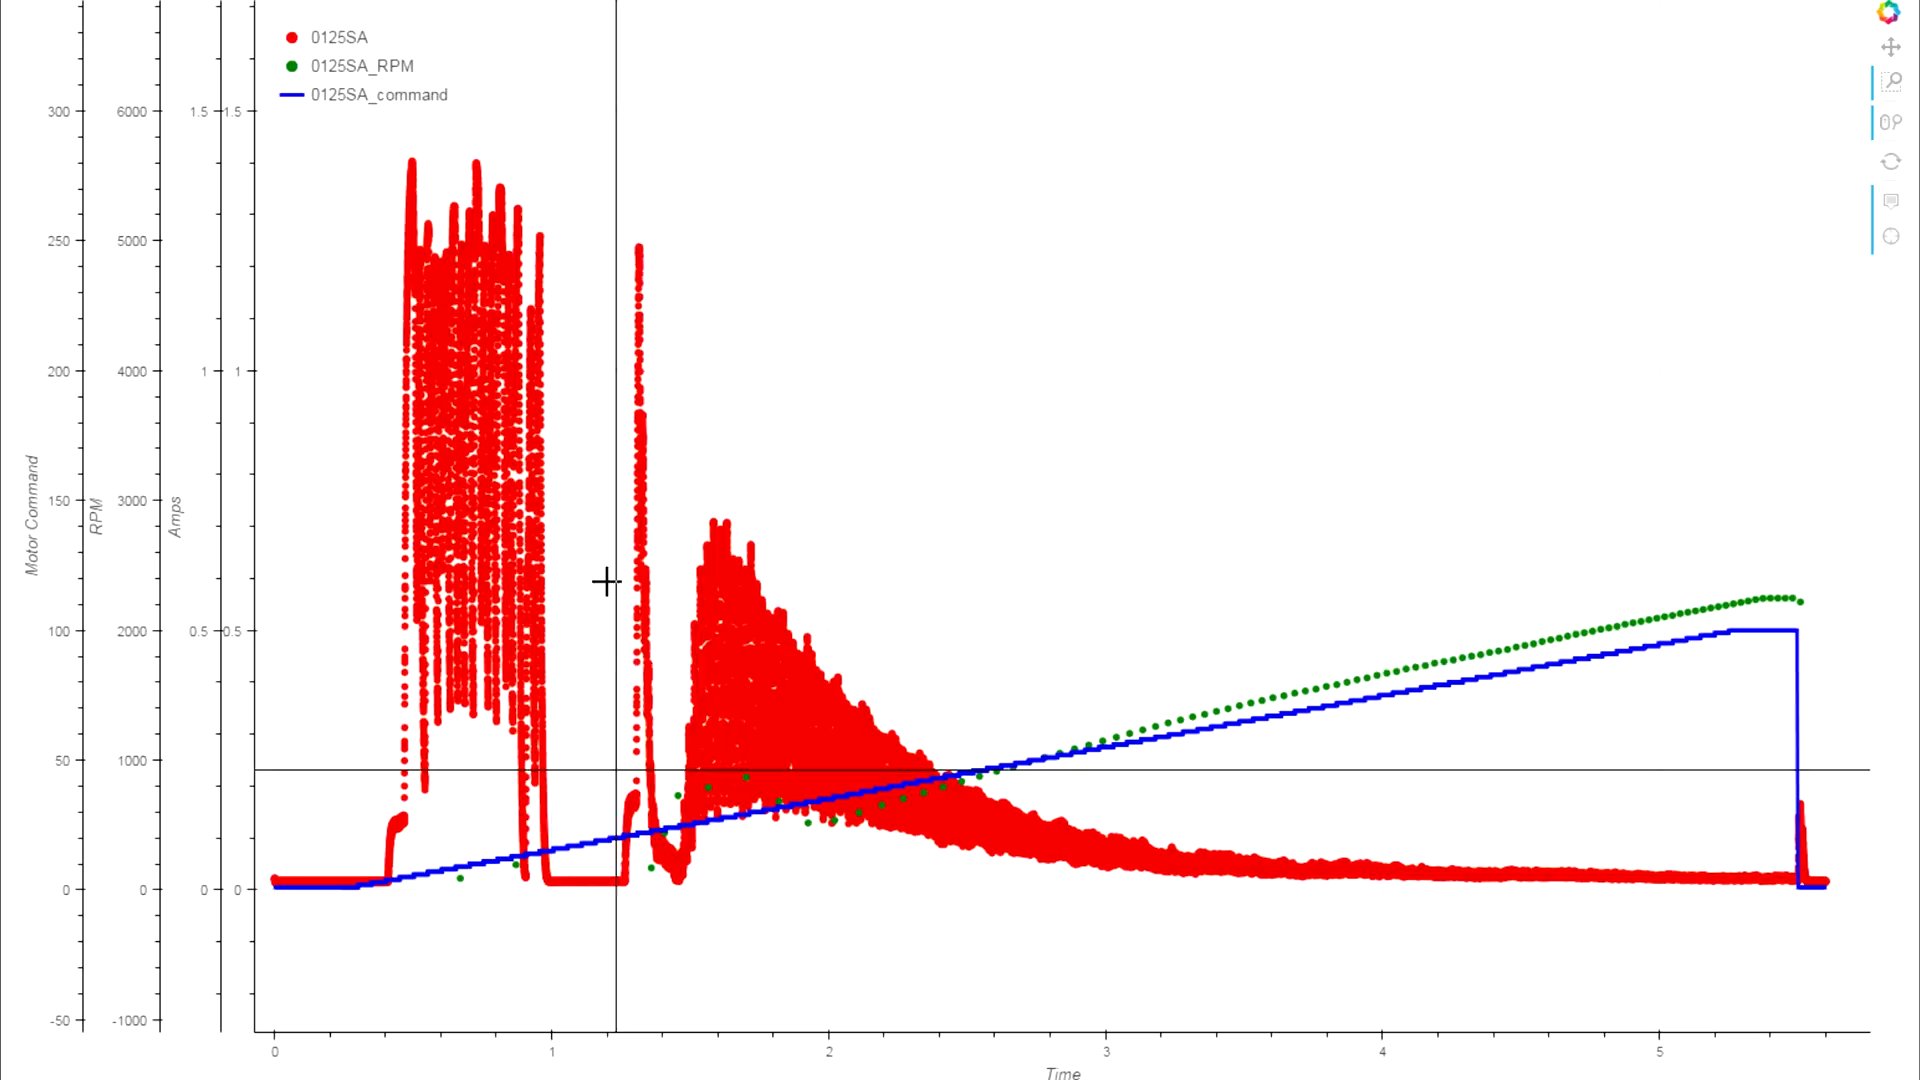 0125SA
0125SA_RPM
0125SA_command
300 6000 1.5 1.5
250 5000
200 4000 1 1
150 3000
100 2000 0.5 0.5
50 1000
0 0 0 0
-50 -1000
Motor Command
RPM
Amps
0 1 2 3 4 5
Time